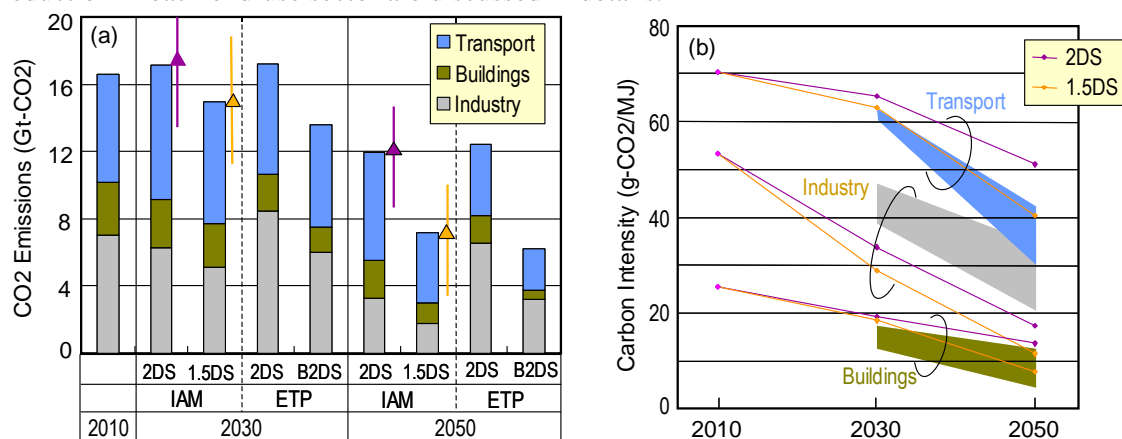 (a)
20
16
12
8
4
0
CO2 Emissions (Gt-CO2)
Transport
Buildings
Industry
2DS 1.5DS 2DS B2DS 2DS 1.5DS 2DS B2DS
IAM ETP IAM ETP
2010 2030 2050
(b)
80
60
40
20
0
Carbon Intensity (g-CO2/MJ)
2DS
1.5DS
Transport
Industry
Buildings
2010 2030 2050